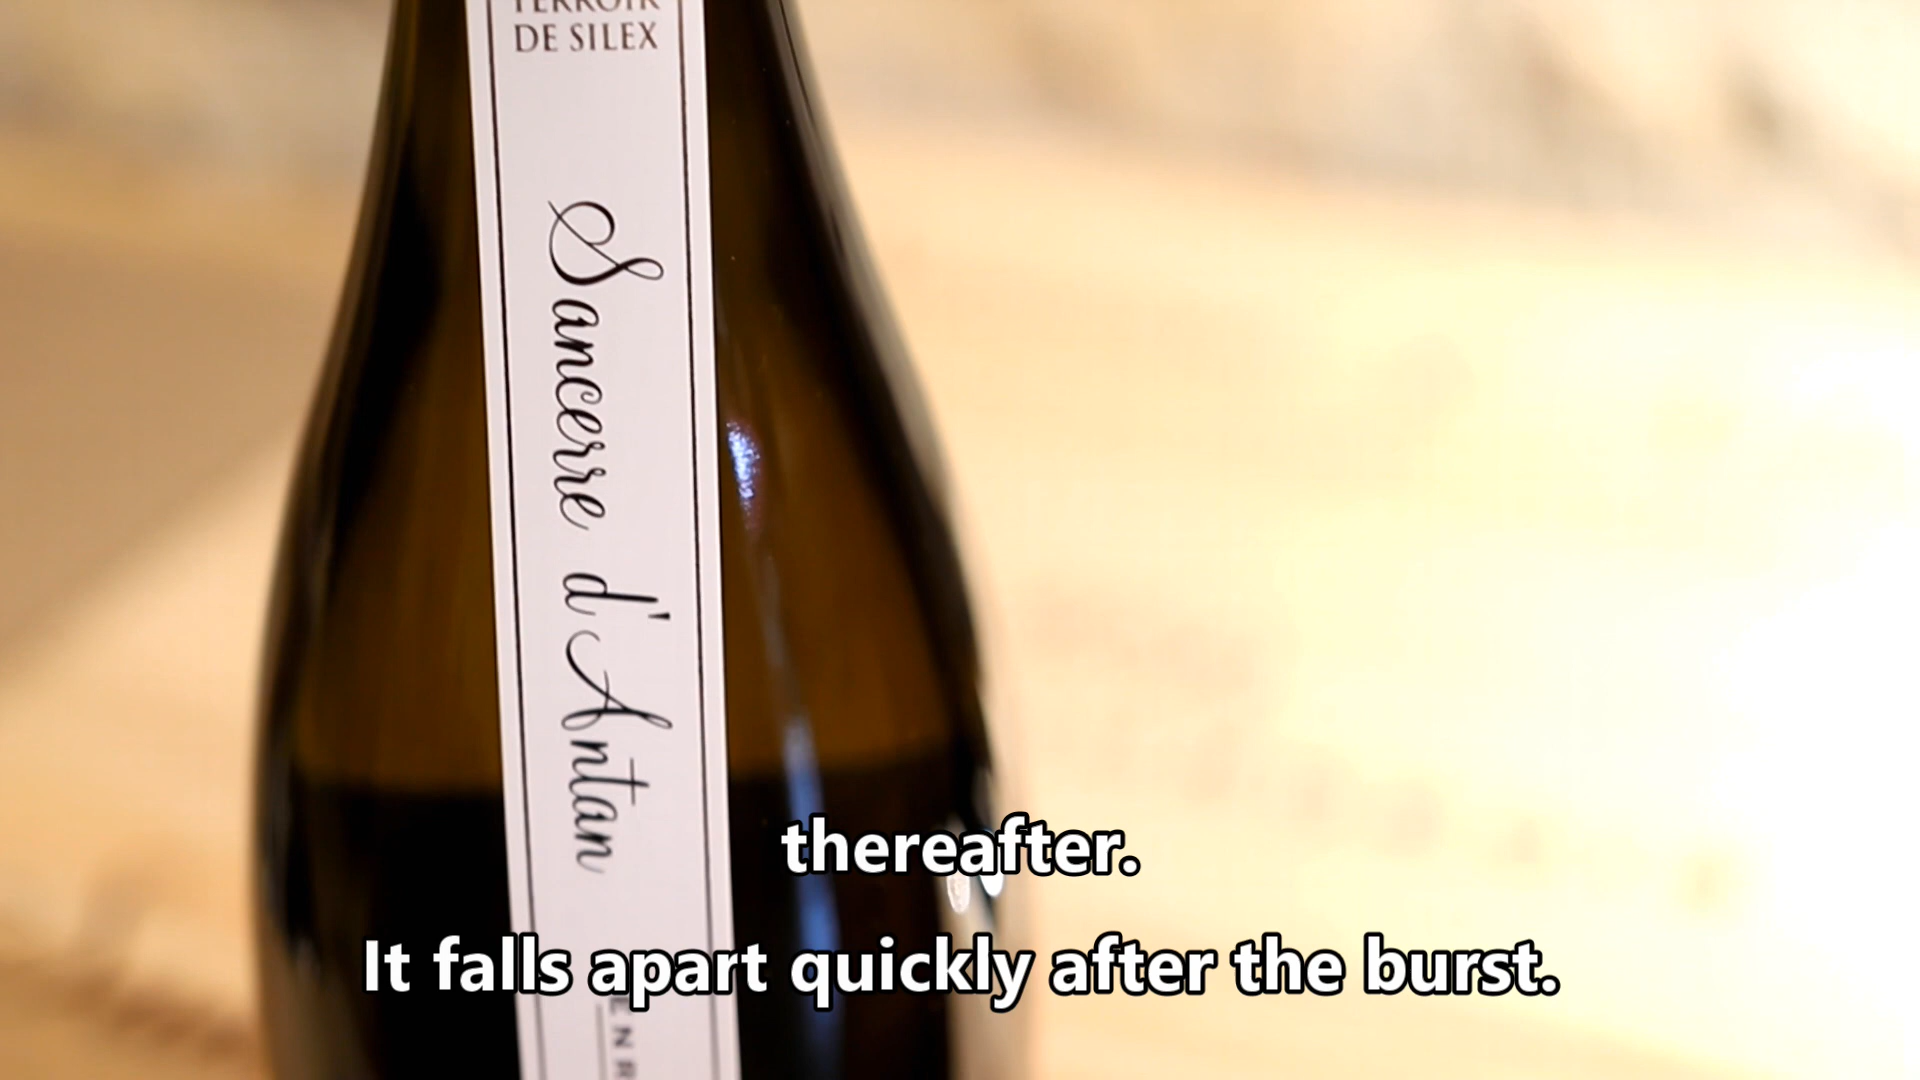 TERROIR
DE SILEX
Sancerre d'Antan
thereafter.
It falls apart quickly after the burst.